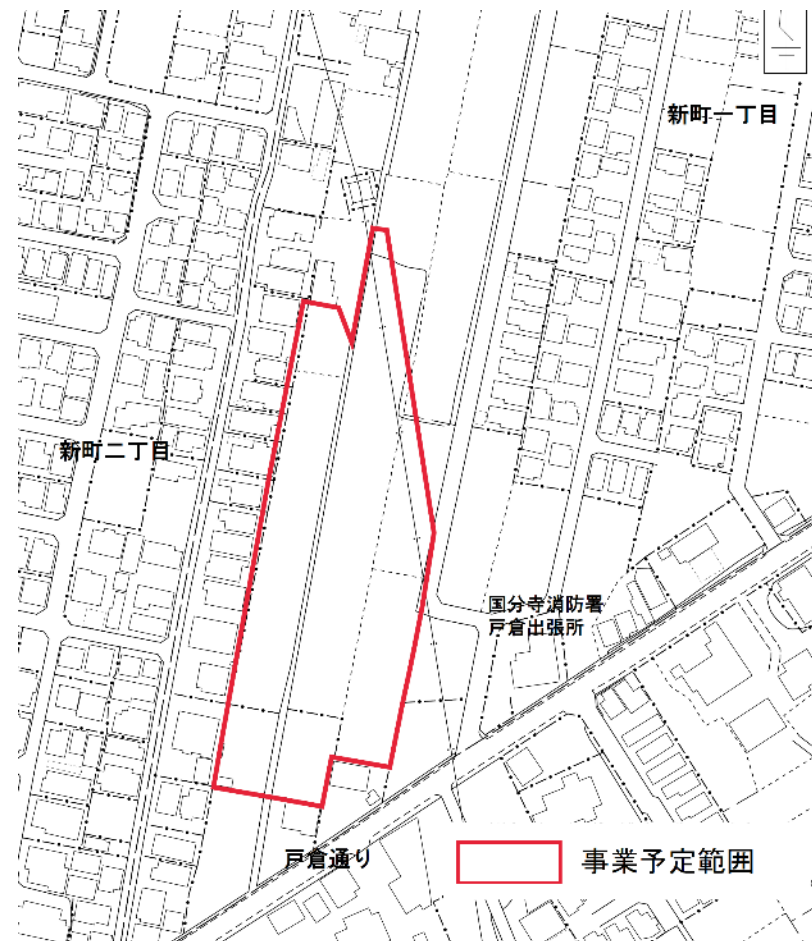 新町一丁目
新町二丁目
国分寺消防署
戸倉出張所
戸倉通り
事業予定範囲